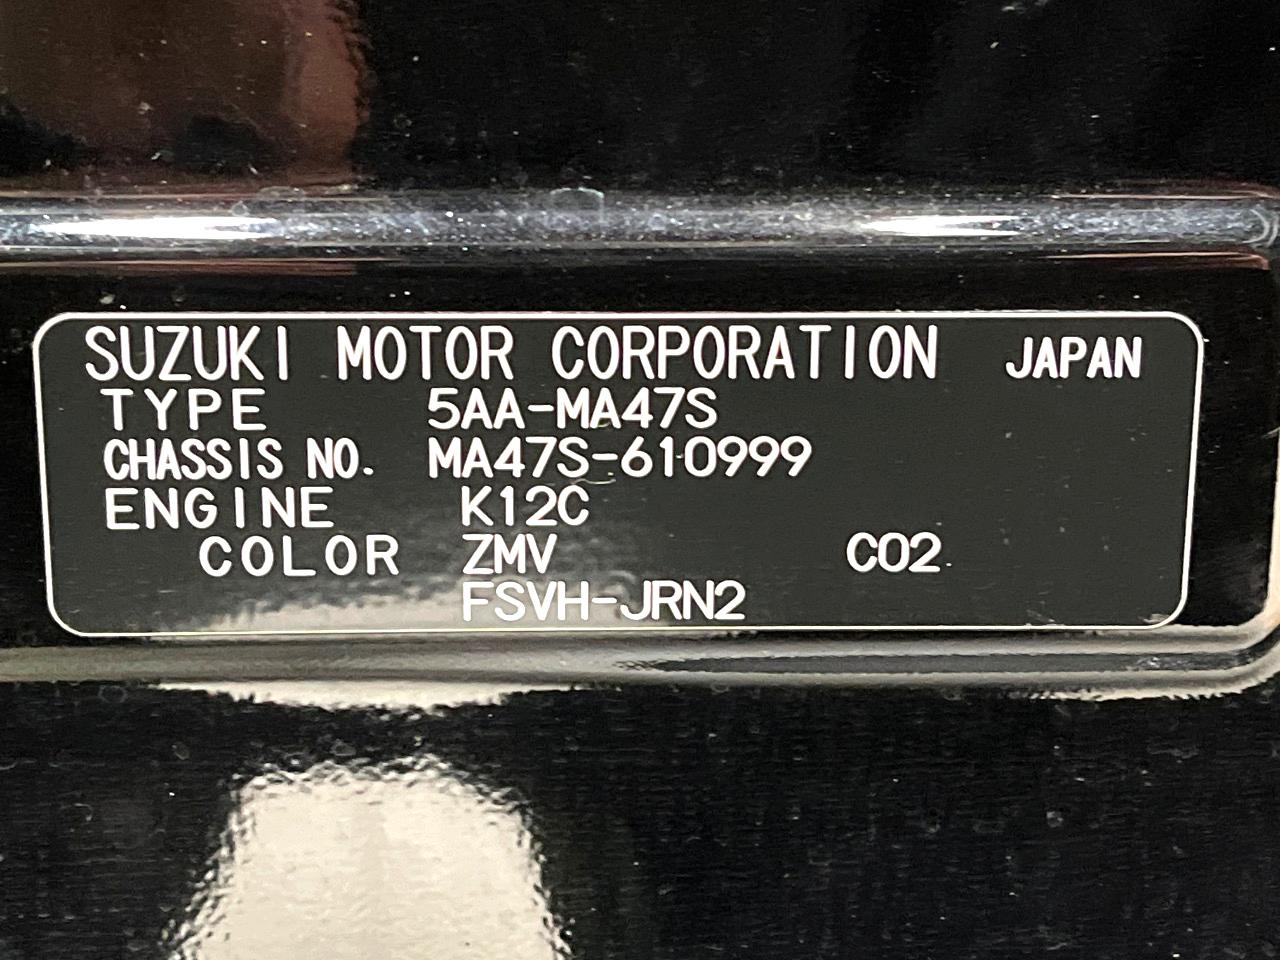 SUZUKI MOTOR CORPORATION JAPAN
TYPE 5AA-MA47S
CHASSIS NO. MA47S-610999
ENGINE K12C
COLOR ZMV C02
FSVH-JRN2